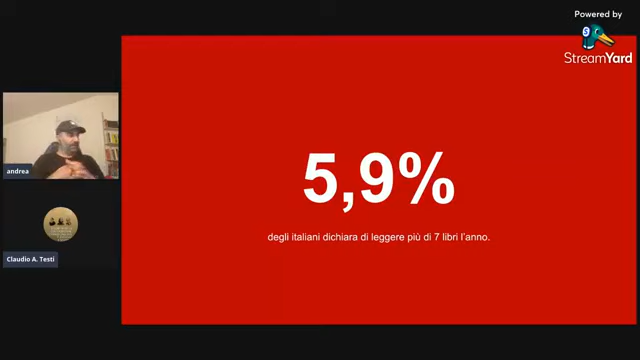 Powered by
StreamYard
5,9%
degli italiani dichiara di leggere più di 7 libri l'anno.
andrea
Claudio A. Testi